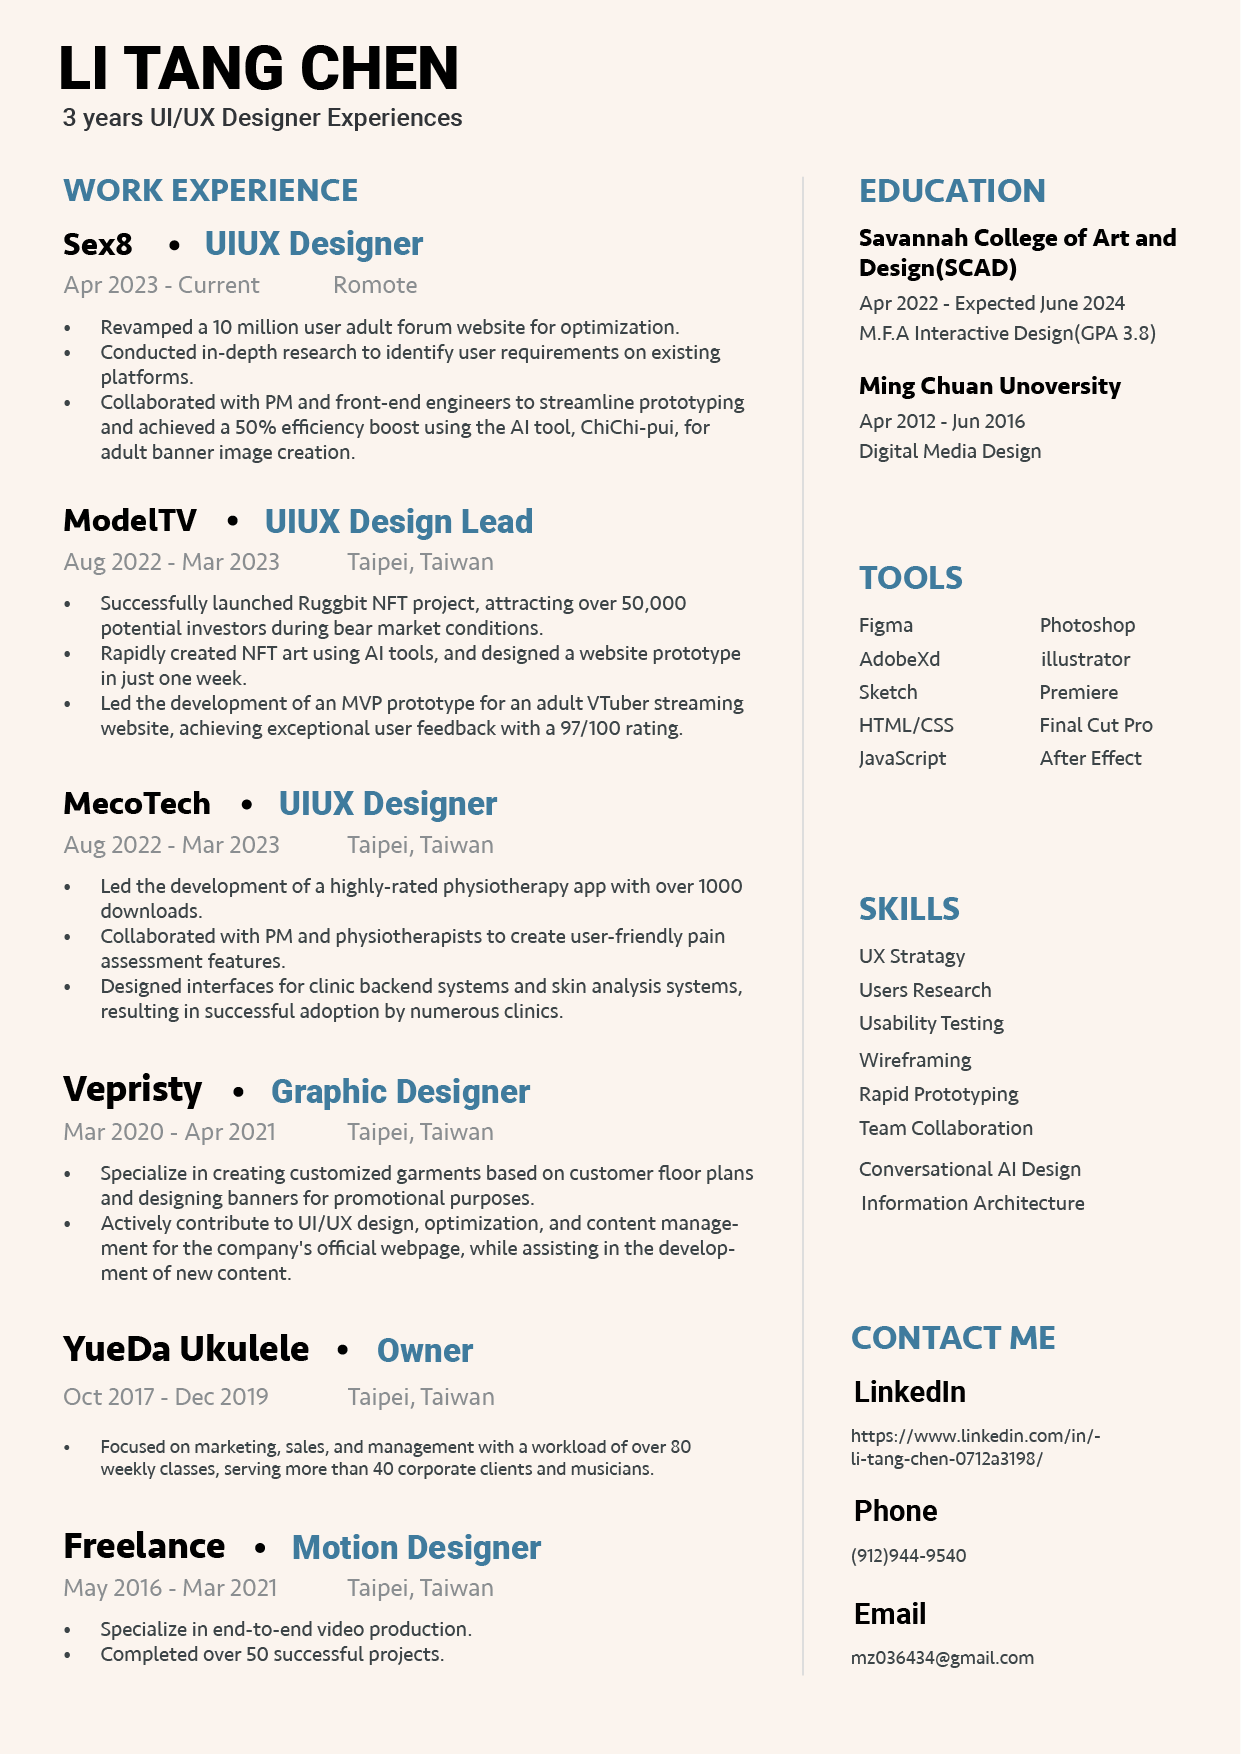 LI TANG CHEN
3 years UI/UX Designer Experiences
WORK EXPERIENCE
Sex8 • UIUX Designer
Apr 2023 - Current Romote
• Revamped a 10 million user adult forum website for optimization.
• Conducted in-depth research to identify user requirements on existing
platforms.
• Collaborated with PM and front-end engineers to streamline prototyping
and achieved a 50% efficiency boost using the AI tool, ChiChi-pui, for
adult banner image creation.
ModelTV • UIUX Design Lead
Aug 2022 - Mar 2023 Taipei, Taiwan
• Successfully launched Ruggbit NFT project, attracting over 50,000
potential investors during bear market conditions.
• Rapidly created NFT art using AI tools, and designed a website prototype
in just one week.
• Led the development of an MVP prototype for an adult VTuber streaming
website, achieving exceptional user feedback with a 97/100 rating.
MecoTech • UIUX Designer
Aug 2022 - Mar 2023 Taipei, Taiwan
• Led the development of a highly-rated physiotherapy app with over 1000
downloads.
• Collaborated with PM and physiotherapists to create user-friendly pain
assessment features.
• Designed interfaces for clinic backend systems and skin analysis systems,
resulting in successful adoption by numerous clinics.
Vepristy • Graphic Designer
Mar 2020 - Apr 2021 Taipei, Taiwan
• Specialize in creating customized garments based on customer floor plans
and designing banners for promotional purposes.
• Actively contribute to UI/UX design, optimization, and content manage-
ment for the company's official webpage, while assisting in the develop-
ment of new content.
YueDa Ukulele • Owner
Oct 2017 - Dec 2019 Taipei, Taiwan
• Focused on marketing, sales, and management with a workload of over 80
weekly classes, serving more than 40 corporate clients and musicians.
Freelance • Motion Designer
May 2016 - Mar 2021 Taipei, Taiwan
• Specialize in end-to-end video production.
• Completed over 50 successful projects.
EDUCATION
Savannah College of Art and
Design(SCAD)
Apr 2022 - Expected June 2024
M.F.A Interactive Design(GPA 3.8)
Ming Chuan Unoversity
Apr 2012 - Jun 2016
Digital Media Design
TOOLS
Figma Photoshop
AdobeXd illustrator
Sketch Premiere
HTML/CSS Final Cut Pro
JavaScript After Effect
SKILLS
UX Stratagy
Users Research
Usability Testing
Wireframing
Rapid Prototyping
Team Collaboration
Conversational AI Design
Information Architecture
CONTACT ME
LinkedIn
https://www.linkedin.com/in/-
li-tang-chen-0712a3198/
Phone
(912)944-9540
Email
mz036434@gmail.com